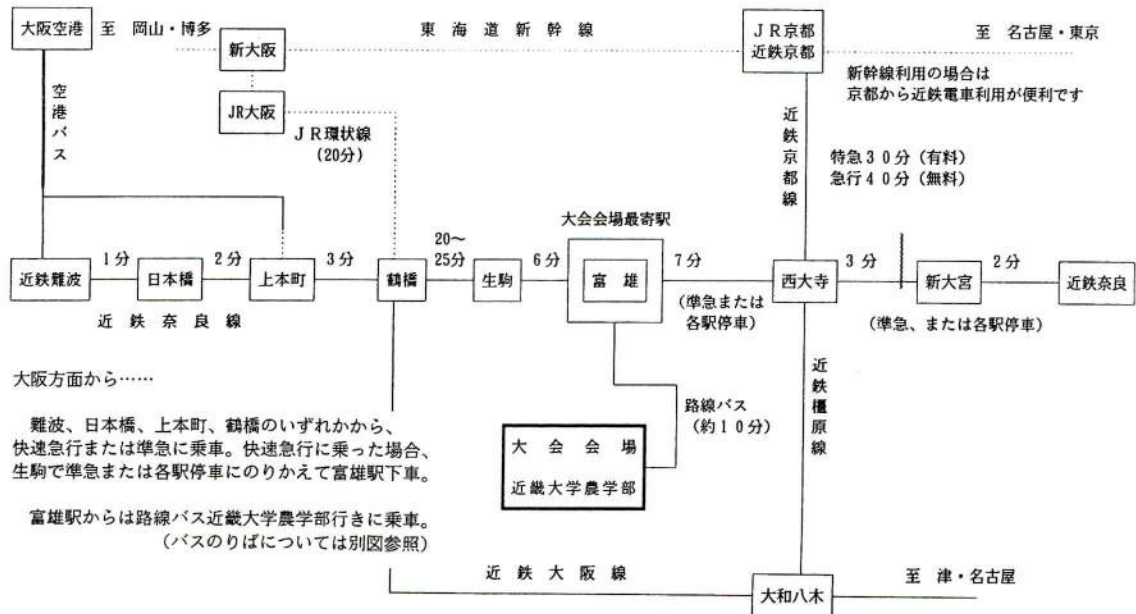 大阪空港 至 岡山・博多 東海道新幹線 JR京都 至 名古屋・東京
近鉄京都
新大阪
新幹線利用の場合は
京都から近鉄電車利用が便利です
空港バス
JR大阪
JR環状線
(20分)
近鉄京都線
特急30分(有料)
急行40分(無料)
大会会場最寄駅
1分 2分 3分 20～
25分 6分 7分 3分 2分
近鉄難波 日本橋 上本町 鶴橋 生駒 富雄 西大寺 新大宮 近鉄奈良
(準急または
各駅停車)
(準急、または各駅停車)
近鉄奈良線
大阪方面から……
難波、日本橋、上本町、鶴橋のいずれかから、
快速急行または準急に乗車。快速急行に乗った場合、
生駒で準急または各駅停車にのりかえて富雄駅下車。
富雄駅からは路線バス近畿大学農学部行きに乗車。
(バスのりばについては別図参照)
路線バス
(約10分)
大会会場
近畿大学農学部
近鉄橿原線
近鉄大阪線
大和八木
至 津・名古屋